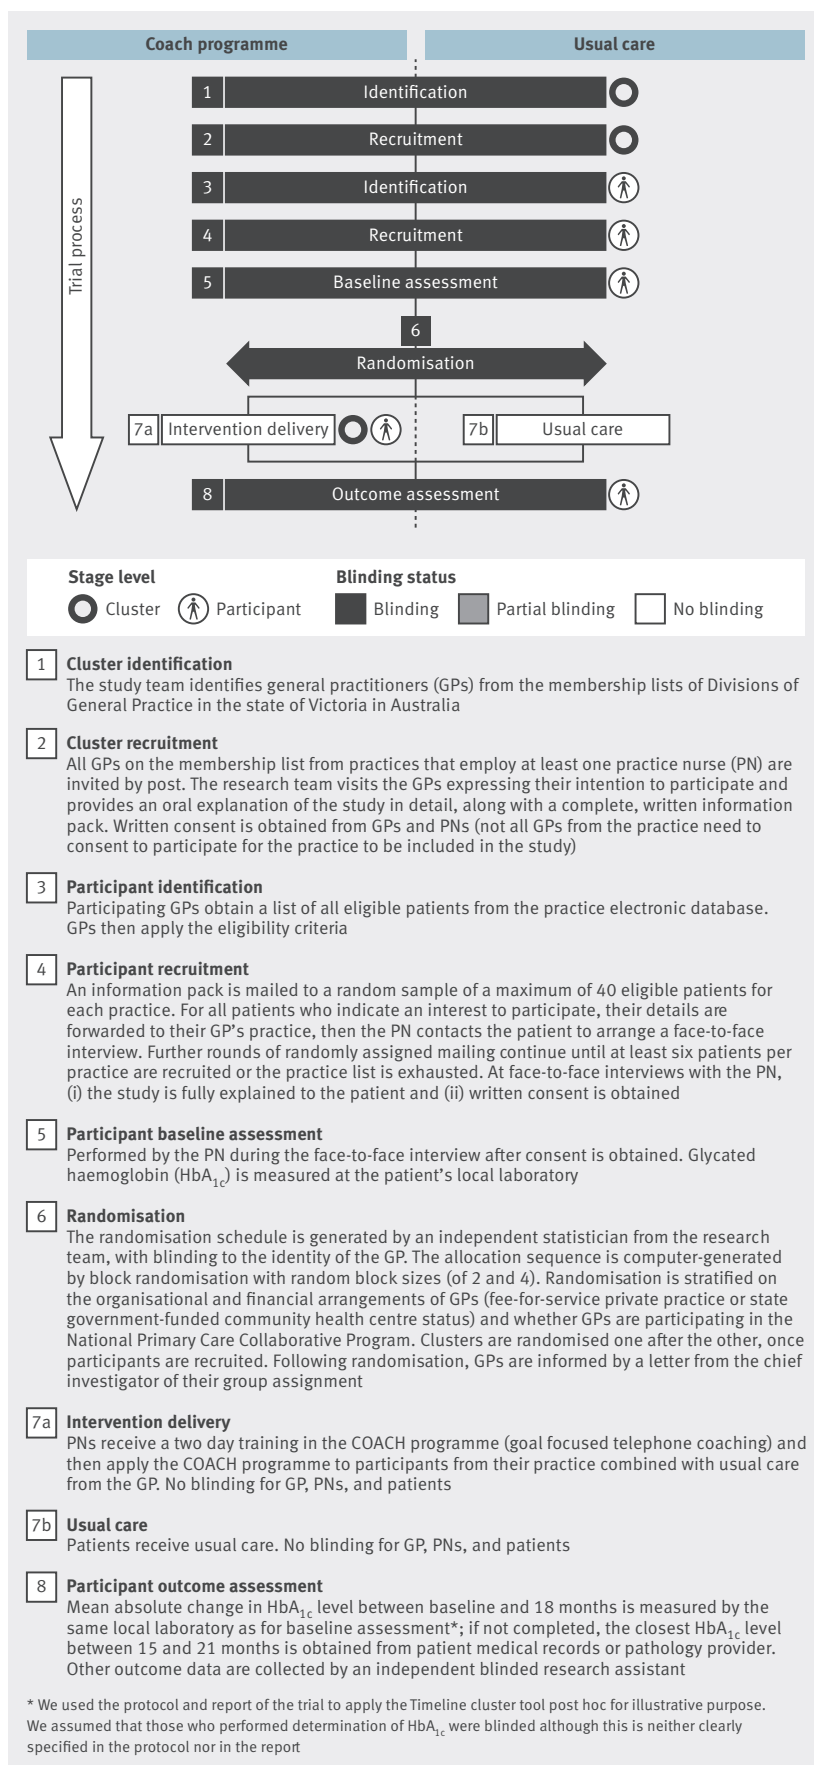 Coach programme
Usual care
Trial process
1 Identification
2 Recruitment
3 Identification
4 Recruitment
5 Baseline assessment
6
Randomisation
7a Intervention delivery
7b Usual care
8 Outcome assessment
Stage level
Cluster
Participant
Blinding status
Blinding
Partial blinding
No blinding
1 Cluster identification
The study team identifies general practitioners (GPs) from the membership lists of Divisions of
General Practice in the state of Victoria in Australia
2 Cluster recruitment
All GPs on the membership list from practices that employ at least one practice nurse (PN) are
invited by post. The research team visits the GPs expressing their intention to participate and
provides an oral explanation of the study in detail, along with a complete, written information
pack. Written consent is obtained from GPs and PNs (not all GPs from the practice need to
consent to participate for the practice to be included in the study)
3 Participant identification
Participating GPs obtain a list of all eligible patients from the practice electronic database.
GPs then apply the eligibility criteria
4 Participant recruitment
An information pack is mailed to a random sample of a maximum of 40 eligible patients for
each practice. For all patients who indicate an interest to participate, their details are
forwarded to their GP's practice, then the PN contacts the patient to arrange a face-to-face
interview. Further rounds of randomly assigned mailing continue until at least six patients per
practice are recruited or the practice list is exhausted. At face-to-face interviews with the PN,
(i) the study is fully explained to the patient and (ii) written consent is obtained
5 Participant baseline assessment
Performed by the PN during the face-to-face interview after consent is obtained. Glycated
haemoglobin (HbA1c) is measured at the patient's local laboratory
6 Randomisation
The randomisation schedule is generated by an independent statistician from the research
team, with blinding to the identity of the GP. The allocation sequence is computer-generated
by block randomisation with random block sizes (of 2 and 4). Randomisation is stratified on
the organisational and financial arrangements of GPs (fee-for-service private practice or state
government-funded community health centre status) and whether GPs are participating in the
National Primary Care Collaborative Program. Clusters are randomised one after the other, once
participants are recruited. Following randomisation, GPs are informed by a letter from the chief
investigator of their group assignment
7a Intervention delivery
PNs receive a two day training in the COACH programme (goal focused telephone coaching) and
then apply the COACH programme to participants from their practice combined with usual care
from the GP. No blinding for GP, PNs, and patients
7b Usual care
Patients receive usual care. No blinding for GP, PNs, and patients
8 Participant outcome assessment
Mean absolute change in HbA1c level between baseline and 18 months is measured by the
same local laboratory as for baseline assessment*; if not completed, the closest HbA1c level
between 15 and 21 months is obtained from patient medical records or pathology provider.
Other outcome data are collected by an independent blinded research assistant
* We used the protocol and report of the trial to apply the Timeline cluster tool post hoc for illustrative purpose.
We assumed that those who performed determination of HbA1c were blinded although this is neither clearly
specified in the protocol nor in the report